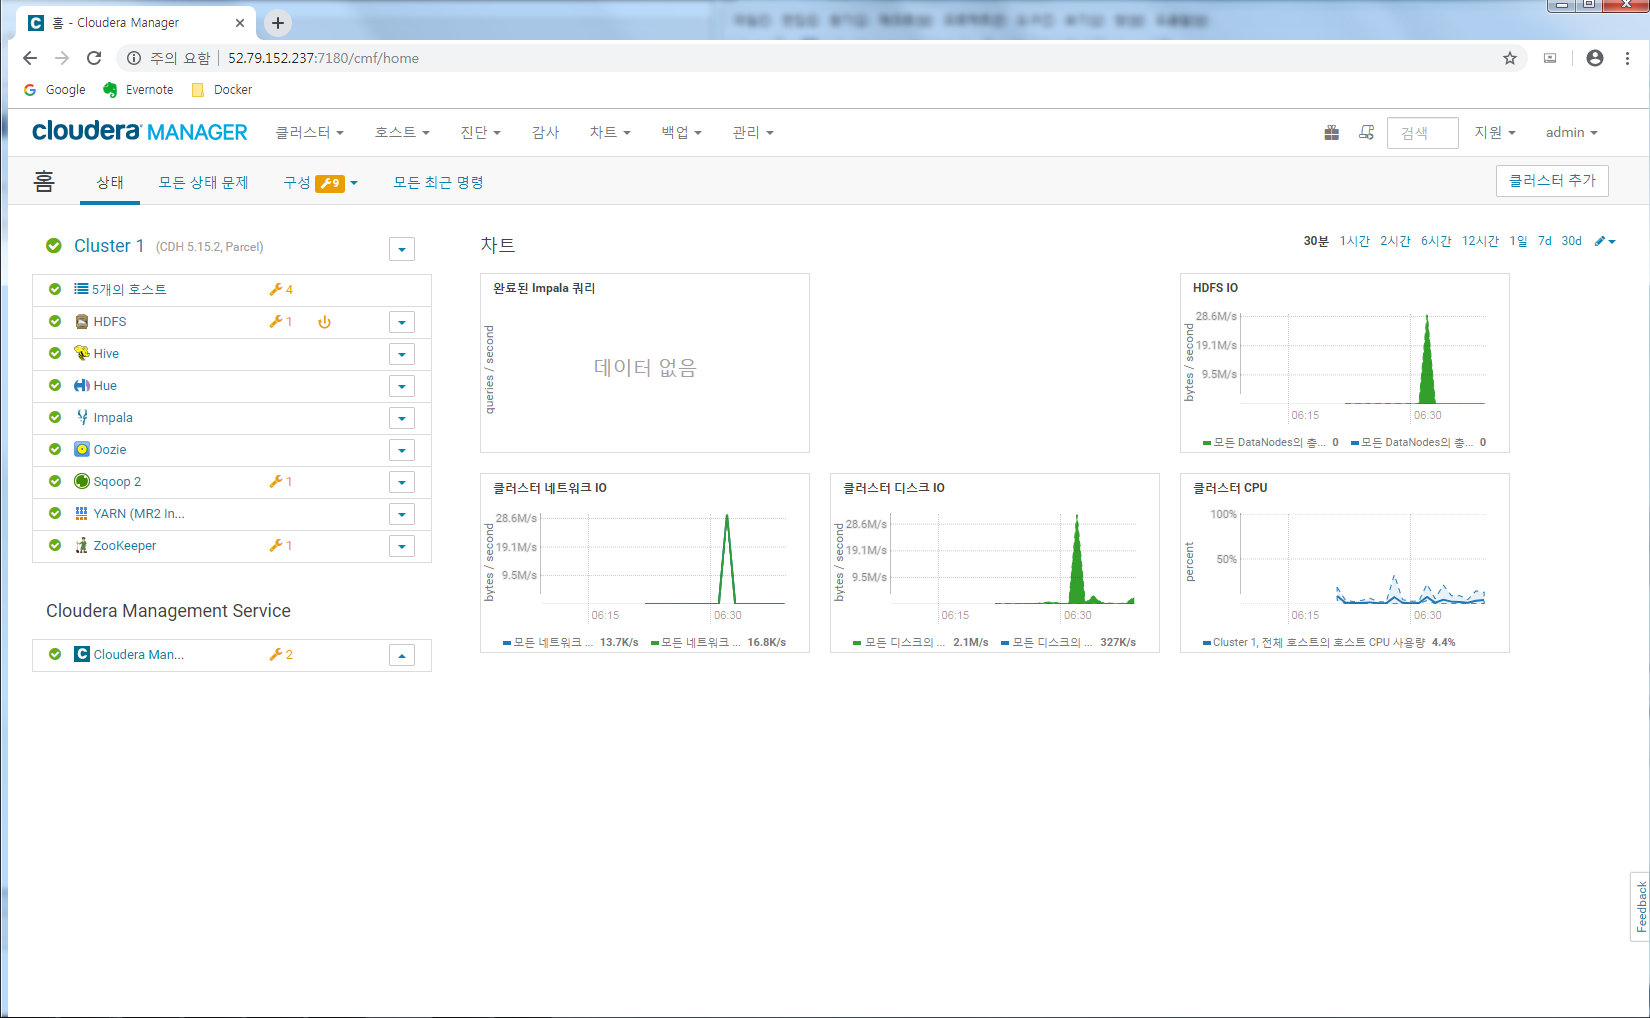 홈 - Cloudera Manager
주의 요함 | 52.79.152.237:7180/cmf/home
Google Evernote Docker
cloudera MANAGER 클러스터 호스트 진단 감사 차트 백업 관리 검색 지원 admin
홈 상태 모든 상태 문제 구성 9 모든 최근 명령 클러스터 추가
Cluster 1 (CDH 5.15.2, Parcel)
5개의 호스트 4
HDFS 1
Hive
Hue
Impala
Oozie
Sqoop 2 1
YARN (MR2 In...
ZooKeeper 1
Cloudera Management Service
Cloudera Man... 2
차트
30분 1시간 2시간 6시간 12시간 1일 7d 30d
완료된 Impala 쿼리
queries / second
데이터 없음
HDFS IO
bytes / second
28.6M/s
19.1M/s
9.5M/s
06:15 06:30
모든 DataNodes의 총... 0 모든 DataNodes의 총... 0
클러스터 네트워크 IO
bytes / second
28.6M/s
19.1M/s
9.5M/s
06:15 06:30
모든 네트워크 ... 13.7K/s 모든 네트워크 ... 16.8K/s
클러스터 디스크 IO
bytes / second
28.6M/s
19.1M/s
9.5M/s
06:15 06:30
모든 디스크의 ... 2.1M/s 모든 디스크의 ... 327K/s
클러스터 CPU
percent
100%
50%
06:15 06:30
Cluster 1, 전체 호스트의 호스트 CPU 사용량 4.4%
Feedback